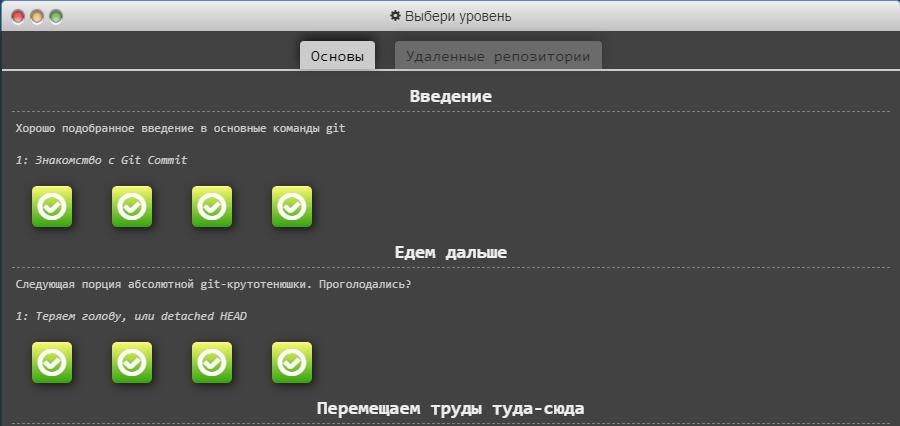 Выбери уровень
Основы
Удаленные репозитории
Введение
Хорошо подобранное введение в основные команды git
1: Знакомство с Git Commit
Едем дальше
Следующая порция абсолютной git-крутотенюшки. Проголодались?
1: Теряем голову, или detached HEAD
Перемещаем труды туда-сюда